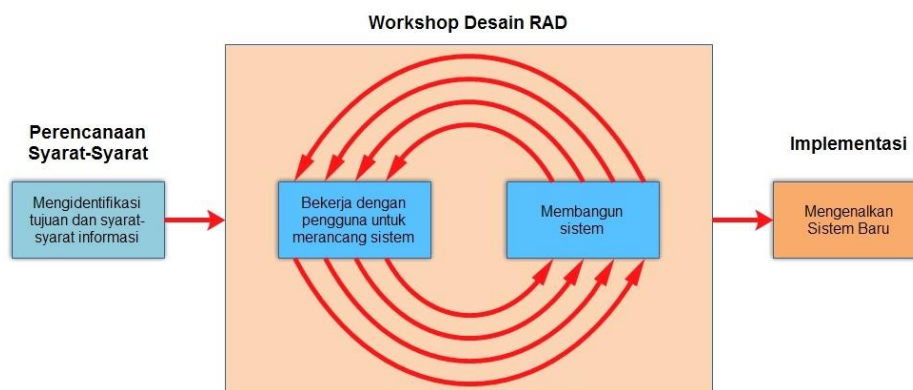 Workshop Desain RAD
Perencanaan
Syarat-Syarat
Mengidentifikasi
tujuan dan syarat-
syarat informasi
Bekerja dengan
pengguna untuk
merancang sistem
Membangun
sistem
Implementasi
Mengenalkan
Sistem Baru